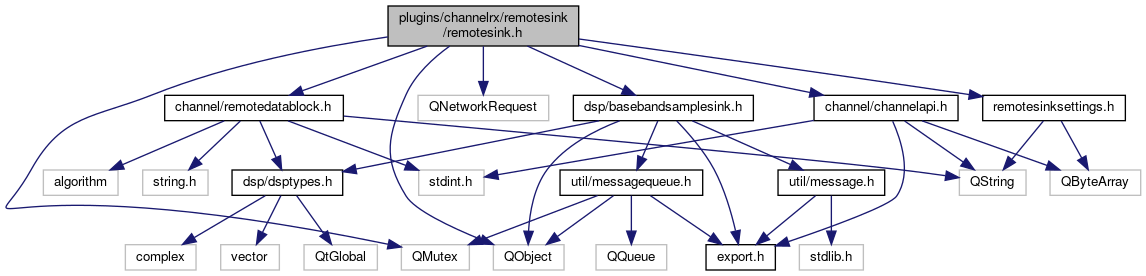 plugins/channelrx/remotesink
/remotesink.h
channel/remotedatablock.h
QNetworkRequest
dsp/basebandsamplesink.h
channel/channelapi.h
remotesinksettings.h
algorithm
string.h
dsp/dsptypes.h
stdint.h
util/messagequeue.h
util/message.h
QString
QByteArray
complex
vector
QtGlobal
QMutex
QObject
QQueue
export.h
stdlib.h